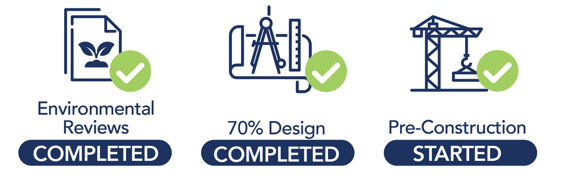 Environmental
Reviews
COMPLETED
70% Design
COMPLETED
Pre-Construction
STARTED